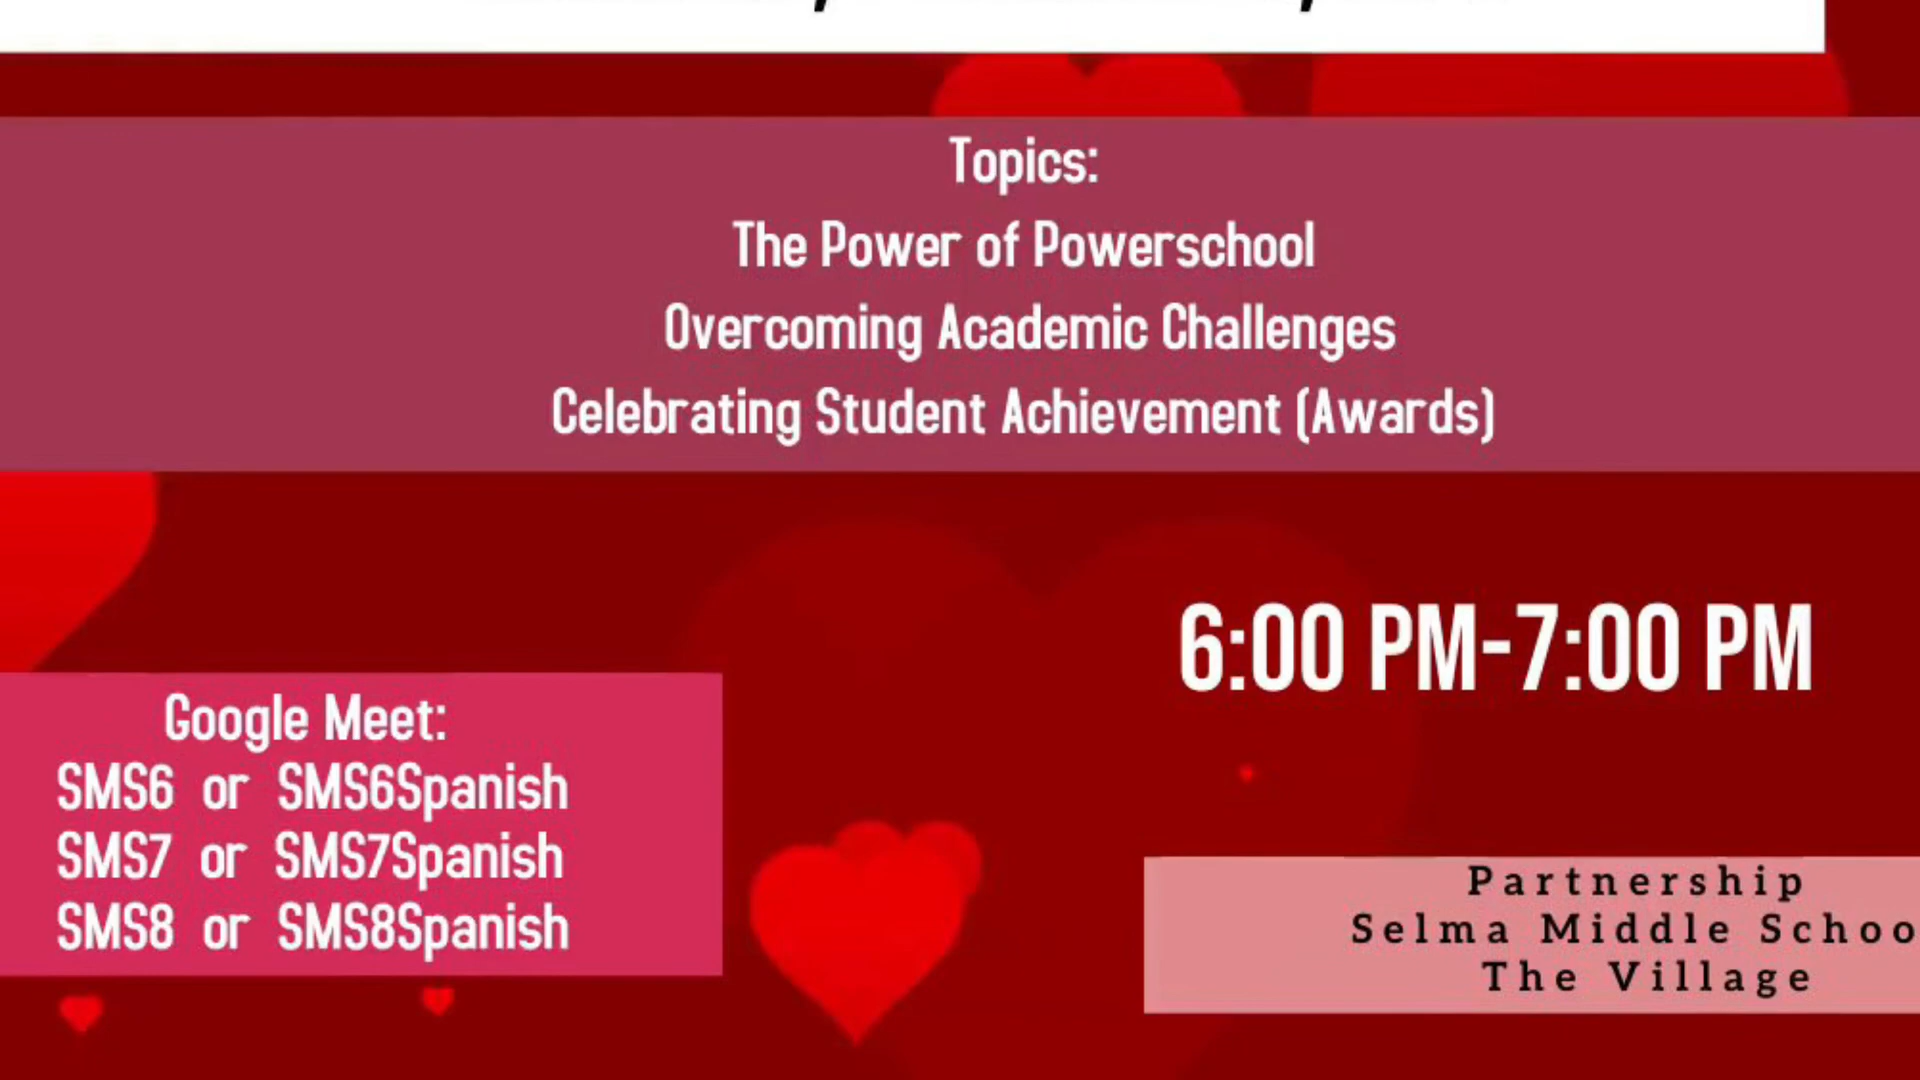 Topics:
The Power of Powerschool
Overcoming Academic Challenges
Celebrating Student Achievement (Awards)
6:00 PM-7:00 PM
Google Meet:
SMS6 or SMS6Spanish
SMS7 or SMS7Spanish
SMS8 or SMS8Spanish
Partnership
Selma Middle Schoo
The Village